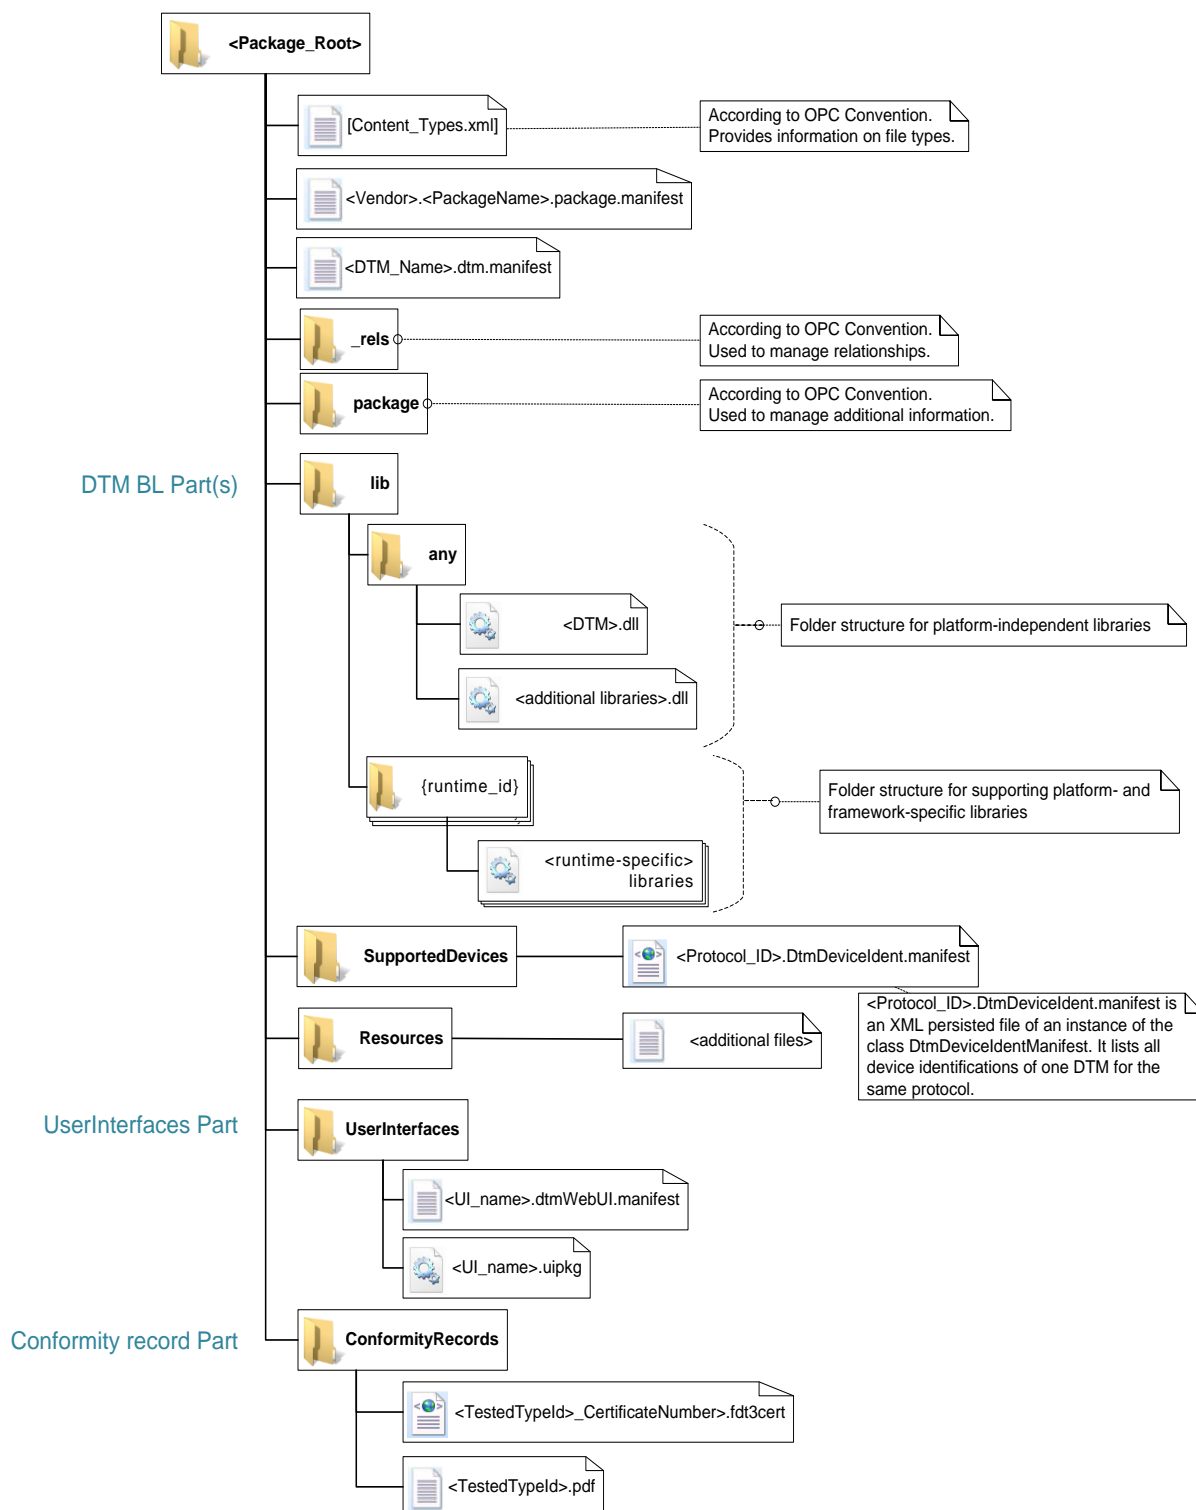 <Package_Root>
[Content_Types.xml]
According to OPC Convention.
Provides information on file types.
<Vendor>.<PackageName>.package.manifest
<DTM_Name>.dtm.manifest
_rels
According to OPC Convention.
Used to manage relationships.
package
According to OPC Convention.
Used to manage additional information.
DTM BL Part(s)
lib
any
<DTM>.dll
Folder structure for platform-independent libraries
<additional libraries>.dll
{runtime_id}
Folder structure for supporting platform- and
framework-specific libraries
<runtime-specific>
libraries
SupportedDevices
<Protocol_ID>.DtmDeviceIdent.manifest
<Protocol_ID>.DtmDeviceIdent.manifest is
an XML persisted file of an instance of the
class DtmDeviceIdentManifest. It lists all
device identifications of one DTM for the
same protocol.
Resources
<additional files>
UserInterfaces Part
UserInterfaces
<UI_name>.dtmWebUI.manifest
<UI_name>.uipkg
Conformity record Part
ConformityRecords
<TestedTypeId>_CertificateNumber>.fdt3cert
<TestedTypeId>.pdf